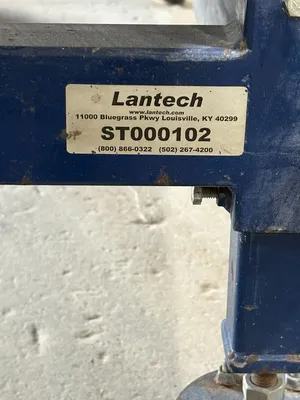 Lantech
www.lantech.com
11000 Bluegrass Pkwy Louisville, KY 40299
ST000102
(800) 866-0322 (502) 267-4200